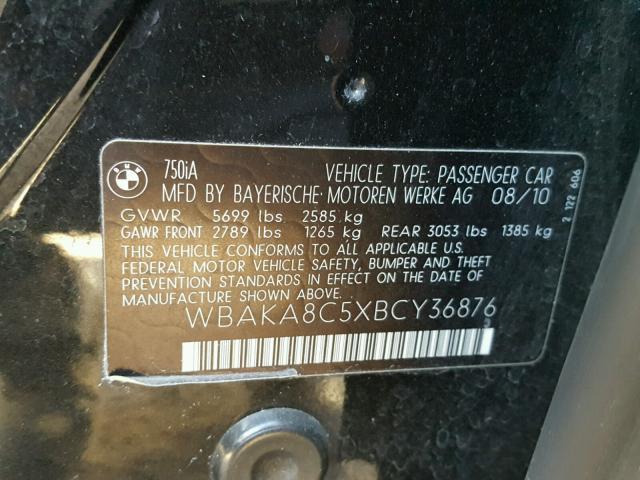 BMW
750iA VEHICLE TYPE: PASSENGER CAR
MFD BY BAYERISCHE MOTOREN WERKE AG 08/10
GVWR 5699 lbs 2585 kg
GAWR FRONT 2789 lbs 1265 kg REAR 3053 lbs 1385 kg
THIS VEHICLE CONFORMS TO ALL APPLICABLE U.S.
FEDERAL MOTOR VEHICLE SAFETY, BUMPER AND THEFT
PREVENTION STANDARDS IN EFFECT ON THE DATE OF
MANUFACTURE SHOWN ABOVE.
WBAKA8C5XBCY36876
2 122 606